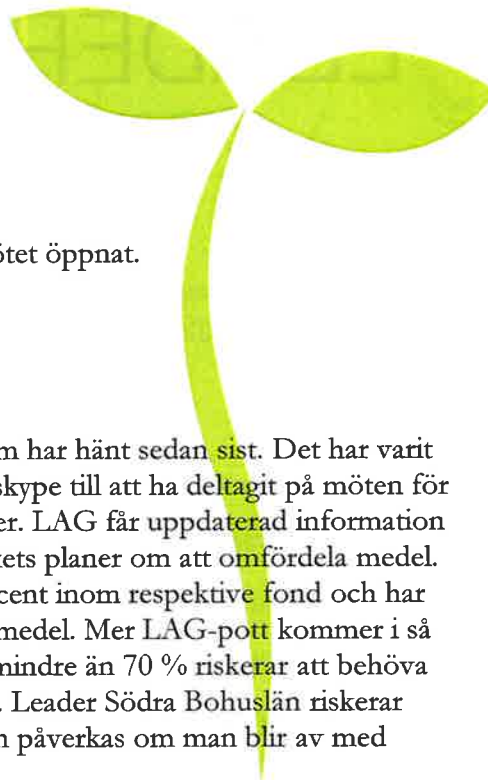 ötet öppnat.
m har hänt sedan sist. Det har varit
skype till att ha deltagit på möten för
er. LAG får uppdaterad information
ets planer om att omfördela medel.
cent inom respektive fond och har
medel. Mer LAG-pott kommer i så
mindre än 70 % riskerar att behöva
. Leader Södra Bohuslän riskerar
n påverkas om man blir av med